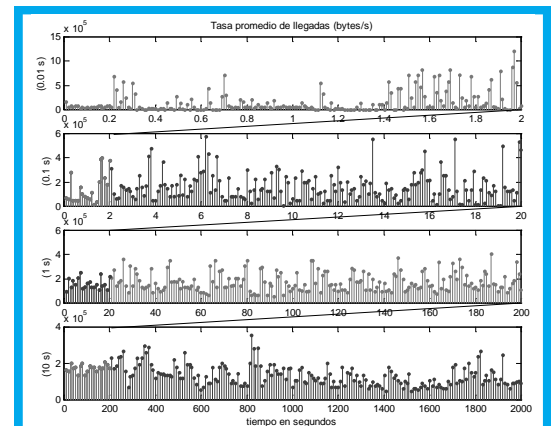 Tasa promedio de llegadas (bytes/s)
x 10^5
15
10
5
0
(0.01 s)
0 0.2 0.4 0.6 0.8 1 1.2 1.4 1.6 1.8 2
x 10^5
6
4
2
0
(0.1 s)
0 2 4 6 8 10 12 14 16 18 20
x 10^5
6
4
2
0
(1 s)
0 20 40 60 80 100 120 140 160 180 200
x 10^5
4
2
0
(10 s)
0 200 400 600 800 1000 1200 1400 1600 1800 2000
tiempo en segundos